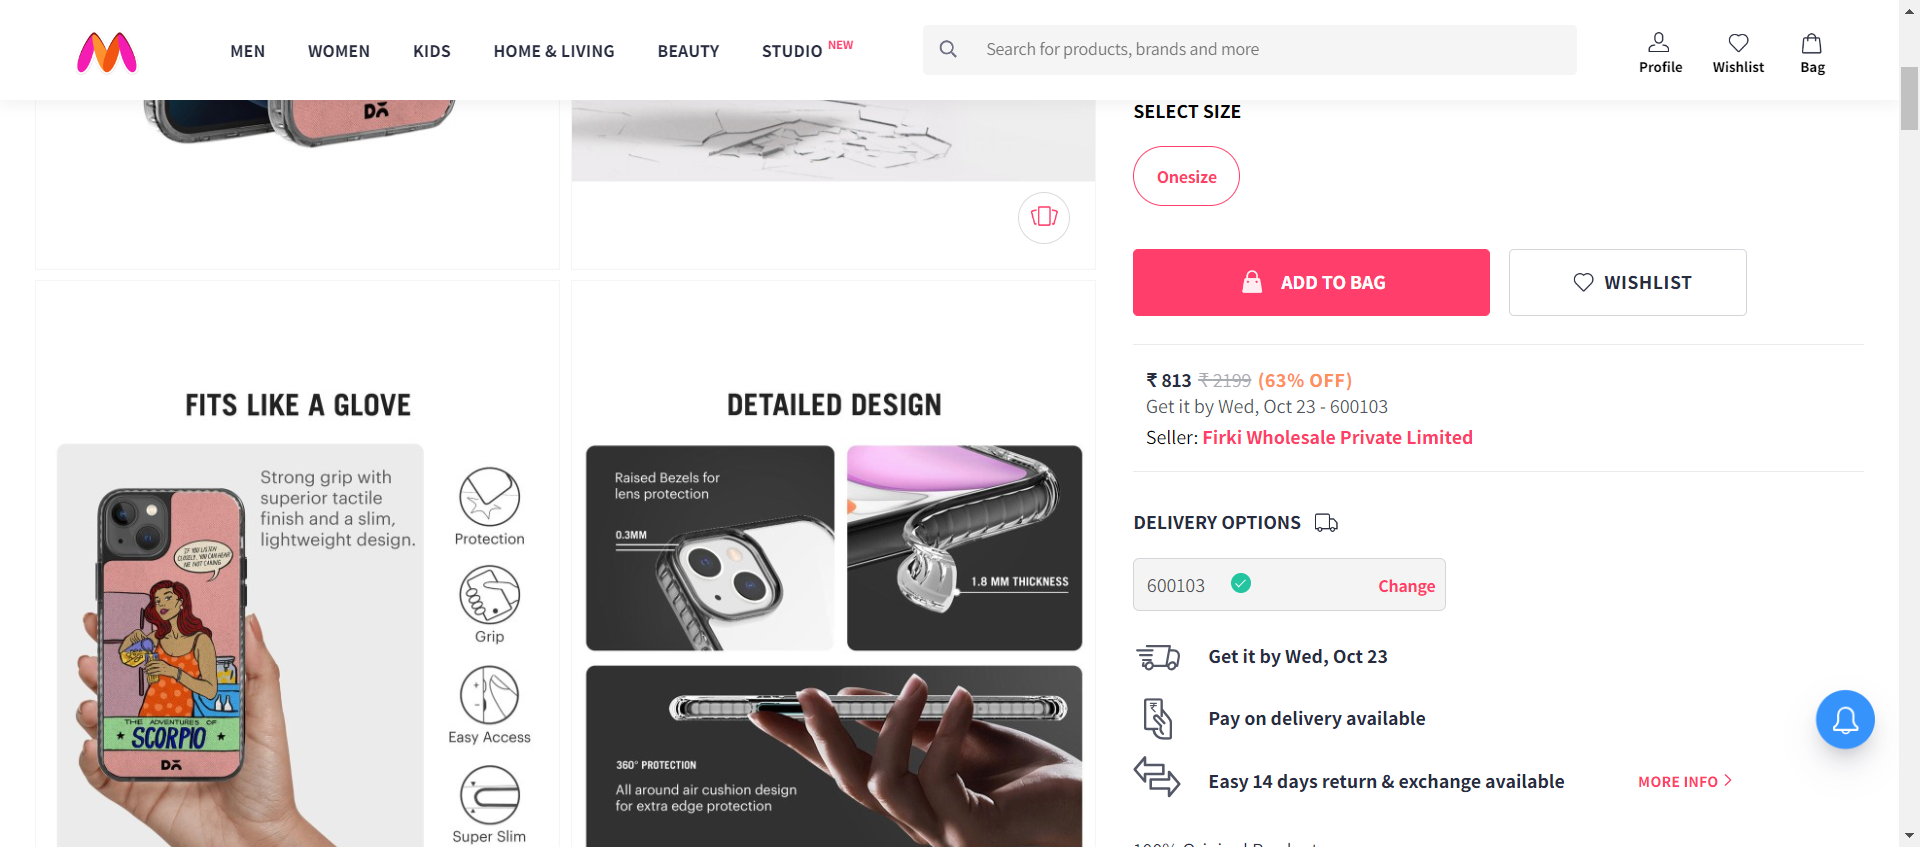 MEN
WOMEN
KIDS
HOME & LIVING
BEAUTY
STUDIO NEW
Search for products, brands and more
Profile
Wishlist
Bag
SELECT SIZE
Onesize
ADD TO BAG
WISHLIST
₹ 813 ₹ 2199 (63% OFF)
Get it by Wed, Oct 23 - 600103
Seller: Firki Wholesale Private Limited
DELIVERY OPTIONS
600103
Change
Get it by Wed, Oct 23
Pay on delivery available
Easy 14 days return & exchange available
MORE INFO
FITS LIKE A GLOVE
Strong grip with
superior tactile
finish and a slim,
lightweight design.
Protection
Grip
Easy Access
Super Slim
IF YOU LISTEN
CLOSELY, YOU CAN HEAR
ME NOT CARING
THE ADVENTURES OF
SCORPIO
DETAILED DESIGN
Raised Bezels for
lens protection
0.3MM
1.8 MM THICKNESS
360° PROTECTION
All around air cushion design
for extra edge protection